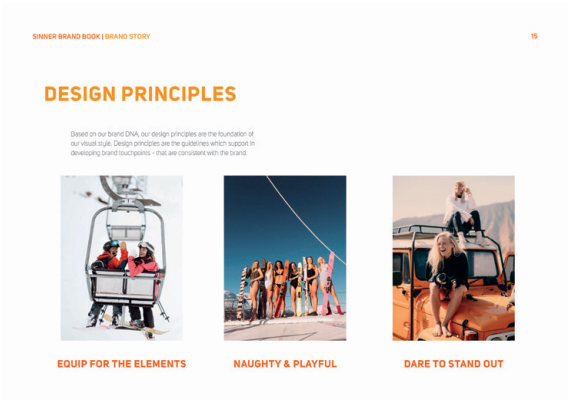 SINNER BRAND BOOK | BRAND STORY
15
DESIGN PRINCIPLES
Based on our brand DNA, our design principles are the foundation of
our visual style. Design principles are the guidelines which support in
developing brand touchpoints - that are consistent with the brand.
EQUIP FOR THE ELEMENTS
NAUGHTY & PLAYFUL
DARE TO STAND OUT